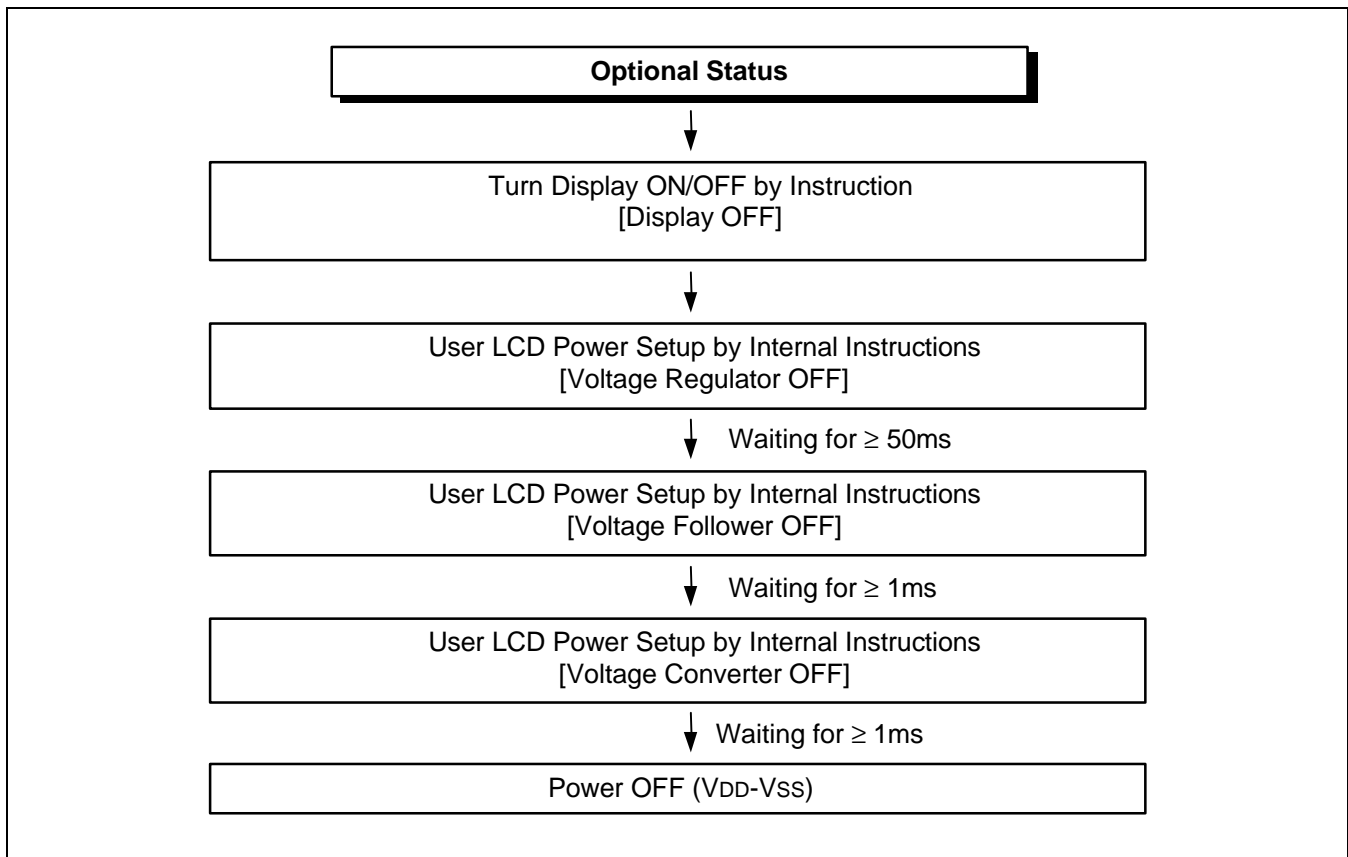 Optional Status
Turn Display ON/OFF by Instruction
[Display OFF]
User LCD Power Setup by Internal Instructions
[Voltage Regulator OFF]
Waiting for ≥ 50ms
User LCD Power Setup by Internal Instructions
[Voltage Follower OFF]
Waiting for ≥ 1ms
User LCD Power Setup by Internal Instructions
[Voltage Converter OFF]
Waiting for ≥ 1ms
Power OFF (VDD-VSS)